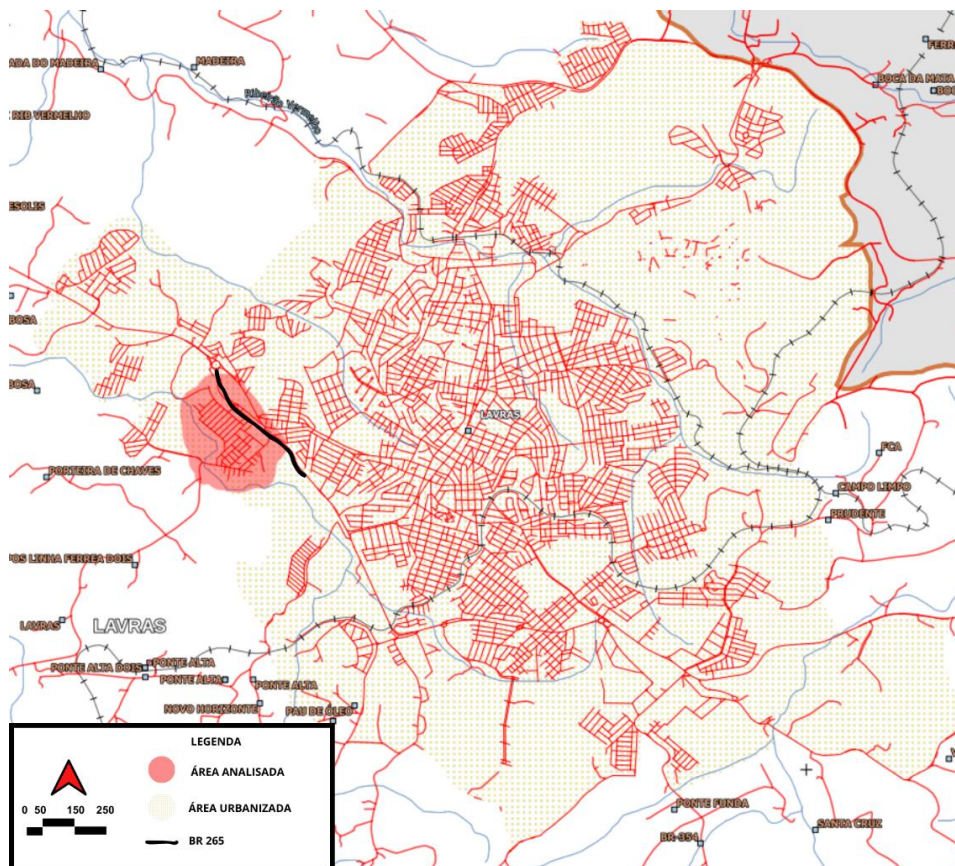 ADA DO MADEIRA
MADEIRA
FERRE
BOCA DA MATA
BOC
Ribeirão Vermelho
RIB VERMELHO
ESOLIS
BOSA
BOSA
LAVRAS
PORTEIRA DE CHAVES
FCA
CAMPO LIMPO
PRUDENTE
POS LINHA FERREA DOIS
LAVRAS
LAVRAS
PONTE ALTA DOIS
PONTE ALTA
PONTE ALTA
PONTE ALTA
NOVO HORIZONTE
PAU DE ÓLEO
LEGENDA
ÁREA ANALISADA
0 50 150 250
ÁREA URBANIZADA
BR 265
PONTE FUNDA
SANTA CRUZ
BR-354